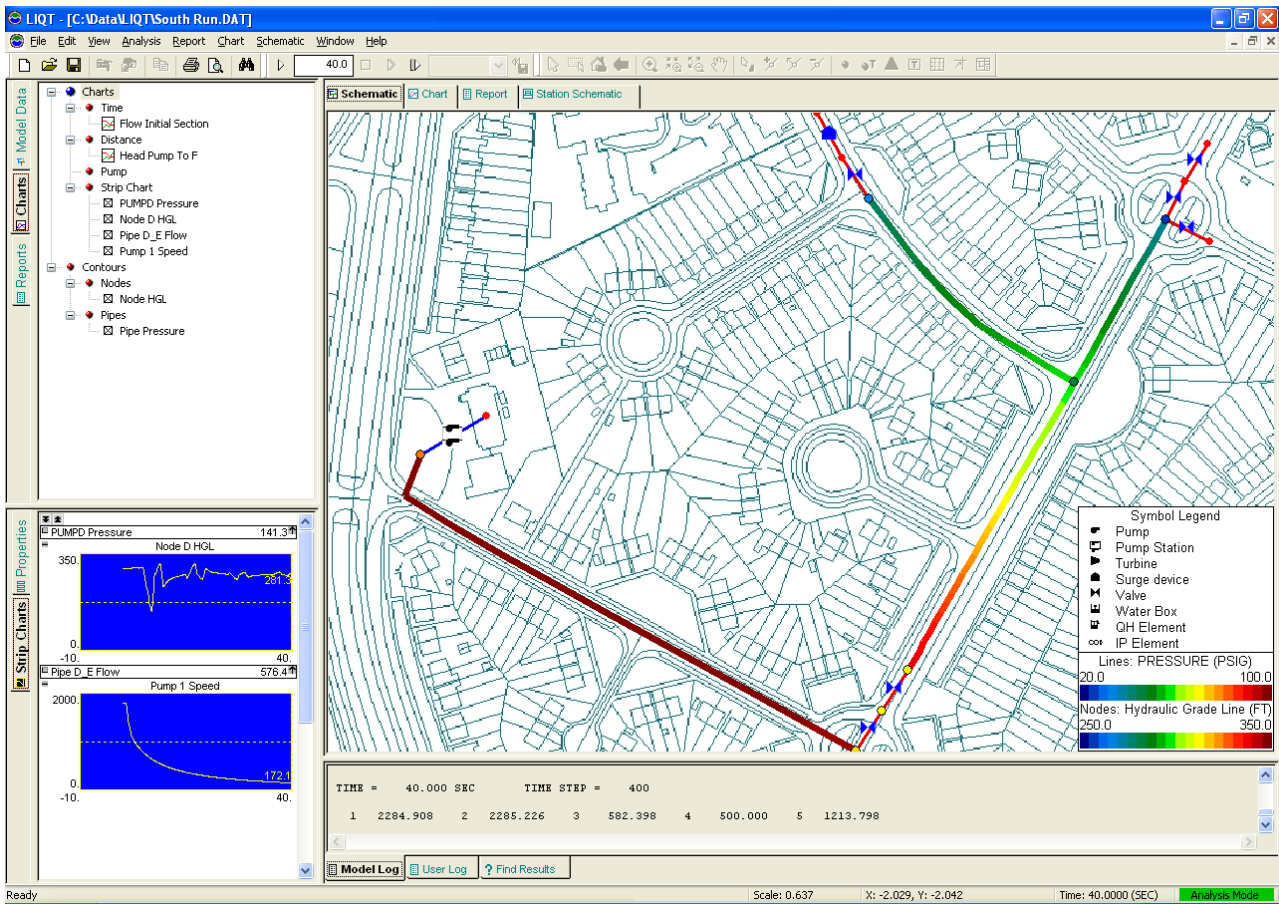 LIQT - [C:\Data\LIQT\South Run.DAT]
File Edit View Analysis Report Chart Schematic Window Help
40.0
Model Data
Charts
Reports
Charts
Time
Flow Initial Section
Distance
Head Pump To F
Pump
Strip Chart
PUMPD Pressure
Node D HGL
Pipe D_E Flow
Pump 1 Speed
Contours
Nodes
Node HGL
Pipes
Pipe Pressure
Schematic Chart Report Station Schematic
Symbol Legend
Pump
Pump Station
Turbine
Surge device
Valve
Water Box
QH Element
IP Element
Lines: PRESSURE (PSIG)
20.0 100.0
Nodes: Hydraulic Grade Line (FT)
250.0 350.0
Properties
Strip Charts
PUMPD Pressure 141.3
Node D HGL
350.
281.3
0.
-10. 40.
Pipe D_E Flow 576.4
Pump 1 Speed
2000.
172.1
0.
-10. 40.
TIME = 40.000 SEC TIME STEP = 400
1 2284.908 2 2285.226 3 582.398 4 500.000 5 1213.798
Model Log User Log ? Find Results
Ready Scale: 0.637 X: -2.029, Y: -2.042 Time: 40.0000 (SEC) Analysis Mode